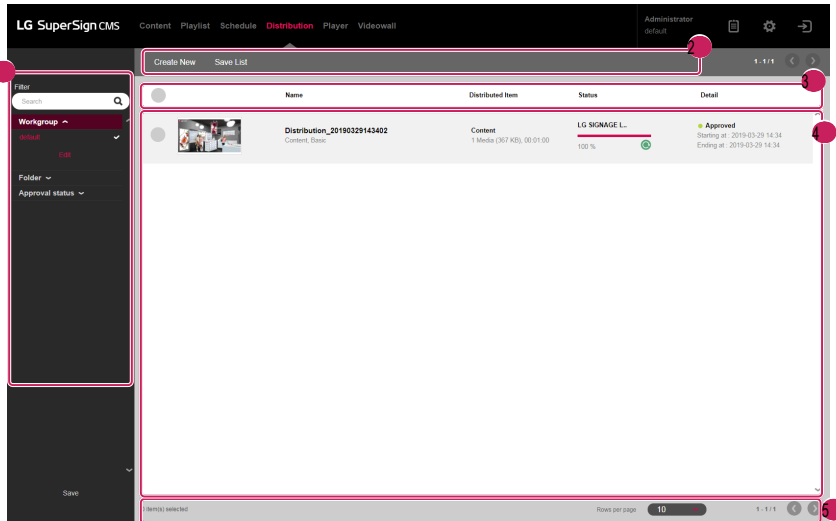 LG SuperSign CMS
Content Playlist Schedule Distribution Player Videowall
Administrator
default
Create New Save List
1 - 1 / 1
2
3
4
5
Filter
Search
Workgroup
default
Edit
Folder
Approval status
Save
Name Distributed Item Status Detail
Distribution_20190329143402
Content, Basic
Content
1 Media (367 KB), 00:01:00
LG SIGNAGE L...
100 %
Approved
Starting at : 2019-03-29 14:34
Ending at : 2019-03-29 14:34
item(s) selected
Rows per page 10 1 - 1 / 1